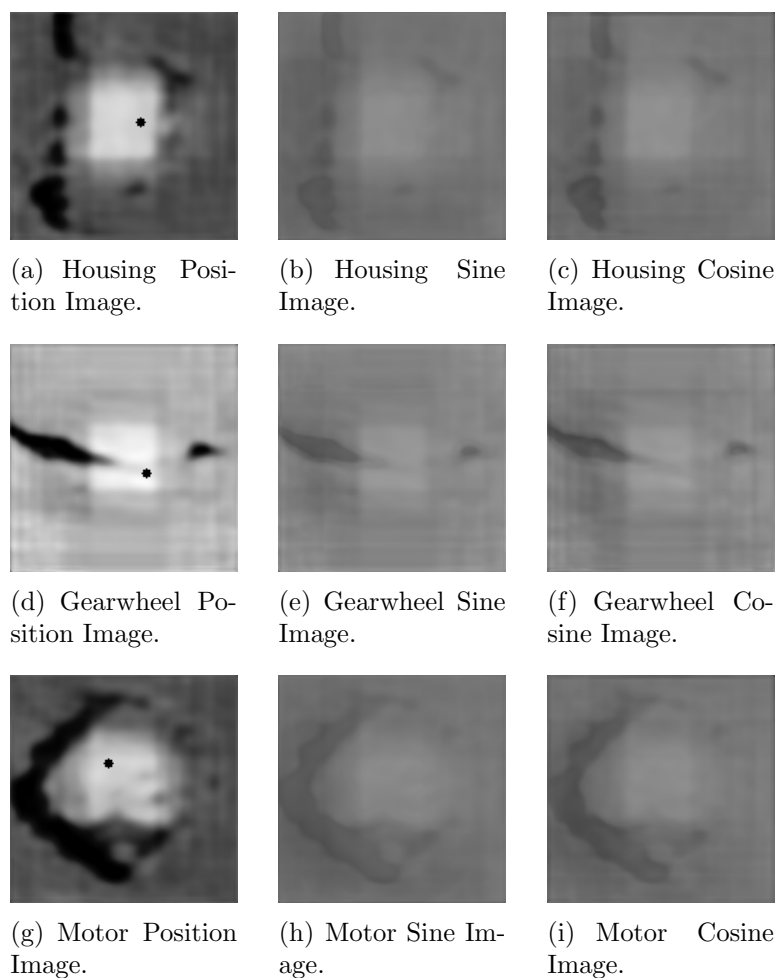 (a) Housing Posi-
tion Image.
(b) Housing Sine
Image.
(c) Housing Cosine
Image.
(d) Gearwheel Po-
sition Image.
(e) Gearwheel Sine
Image.
(f) Gearwheel Co-
sine Image.
(g) Motor Position
Image.
(h) Motor Sine Im-
age.
(i) Motor Cosine
Image.